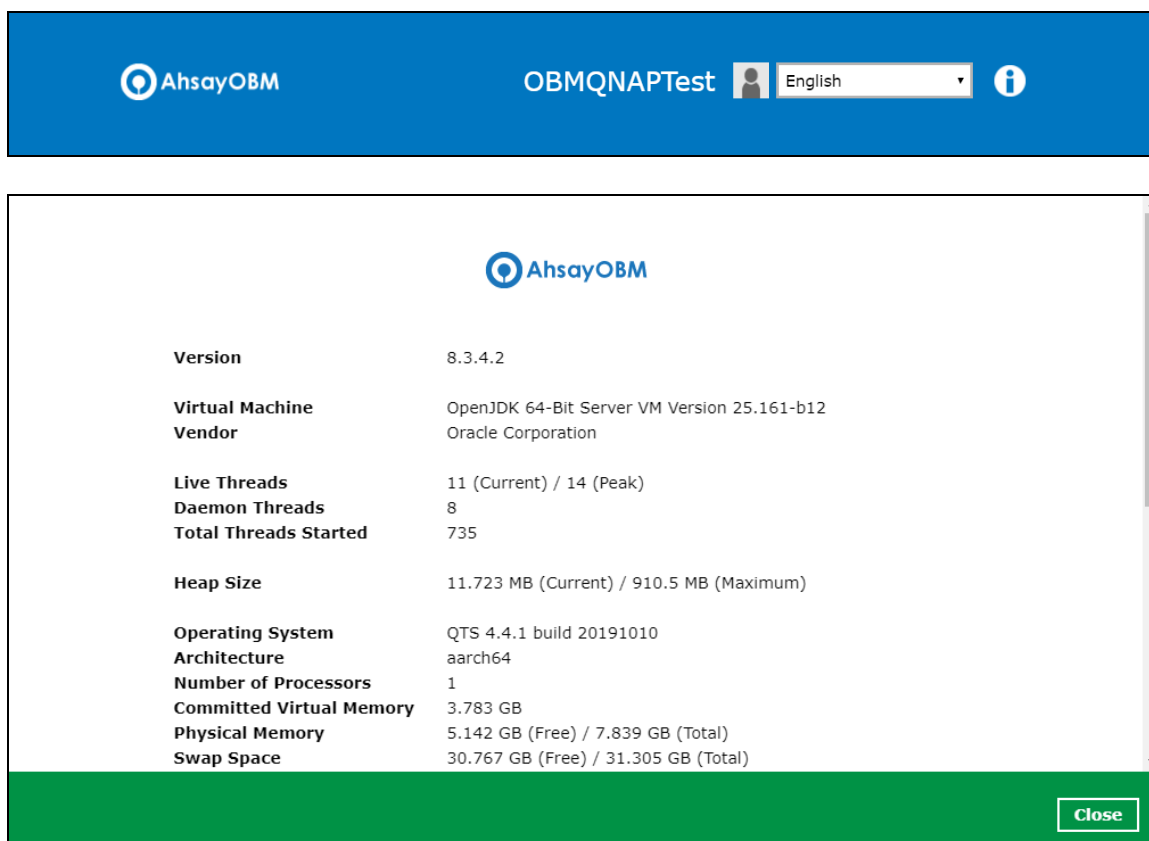 AhsayOBM OBMQNAPTest English
AhsayOBM
Version 8.3.4.2
Virtual Machine OpenJDK 64-Bit Server VM Version 25.161-b12
Vendor Oracle Corporation
Live Threads 11 (Current) / 14 (Peak)
Daemon Threads 8
Total Threads Started 735
Heap Size 11.723 MB (Current) / 910.5 MB (Maximum)
Operating System QTS 4.4.1 build 20191010
Architecture aarch64
Number of Processors 1
Committed Virtual Memory 3.783 GB
Physical Memory 5.142 GB (Free) / 7.839 GB (Total)
Swap Space 30.767 GB (Free) / 31.305 GB (Total)
Close